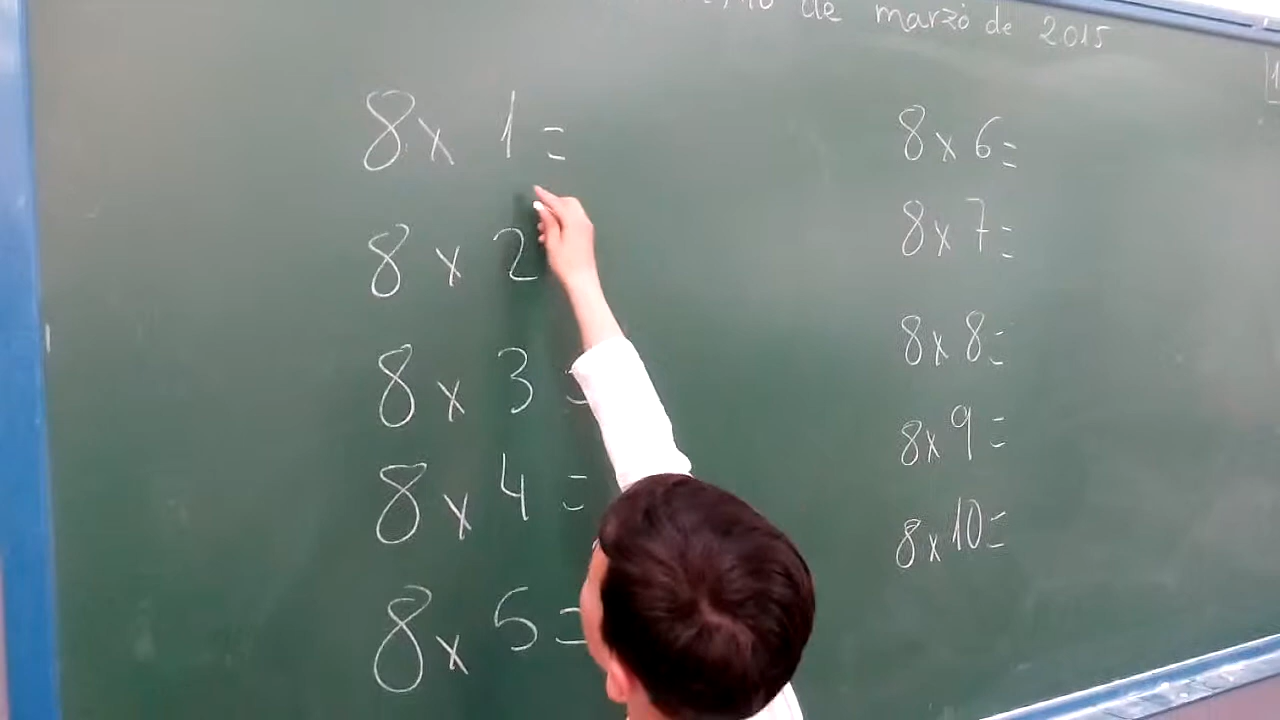 de marzo de 2015
8 x 1 =
8 x 2
8 x 3 =
8 x 4 =
8 x 5 =
8 x 6 =
8 x 7 =
8 x 8 =
8 x 9 =
8 x 10 =